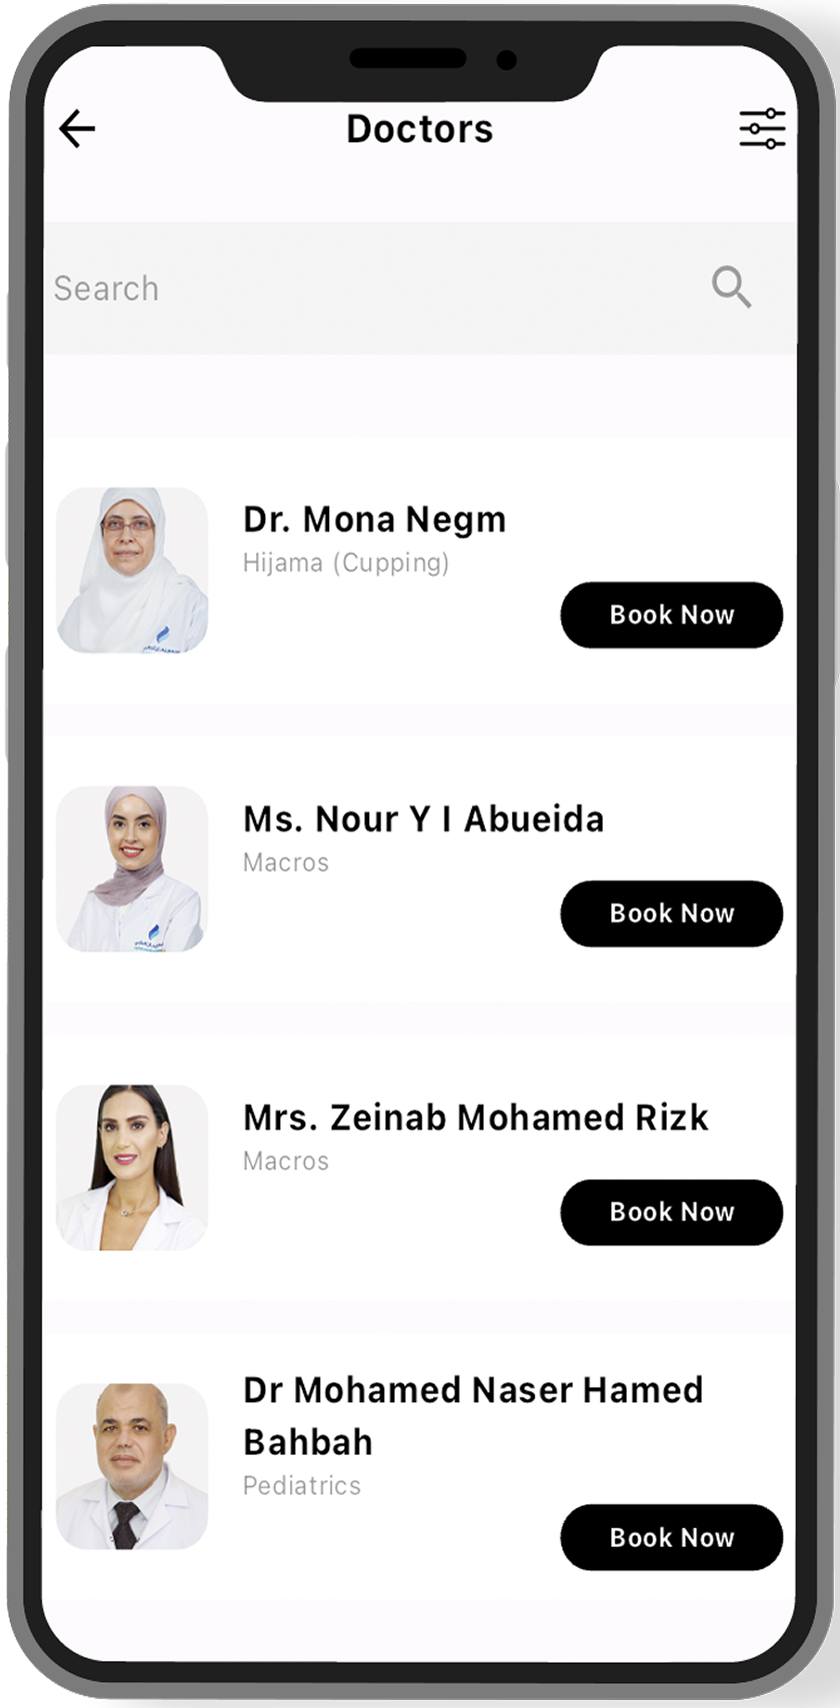 Doctors
Search
Dr. Mona Negm
Hijama (Cupping)
Book Now
Ms. Nour Y I Abueida
Macros
Book Now
Mrs. Zeinab Mohamed Rizk
Macros
Book Now
Dr Mohamed Naser Hamed
Bahbah
Pediatrics
Book Now